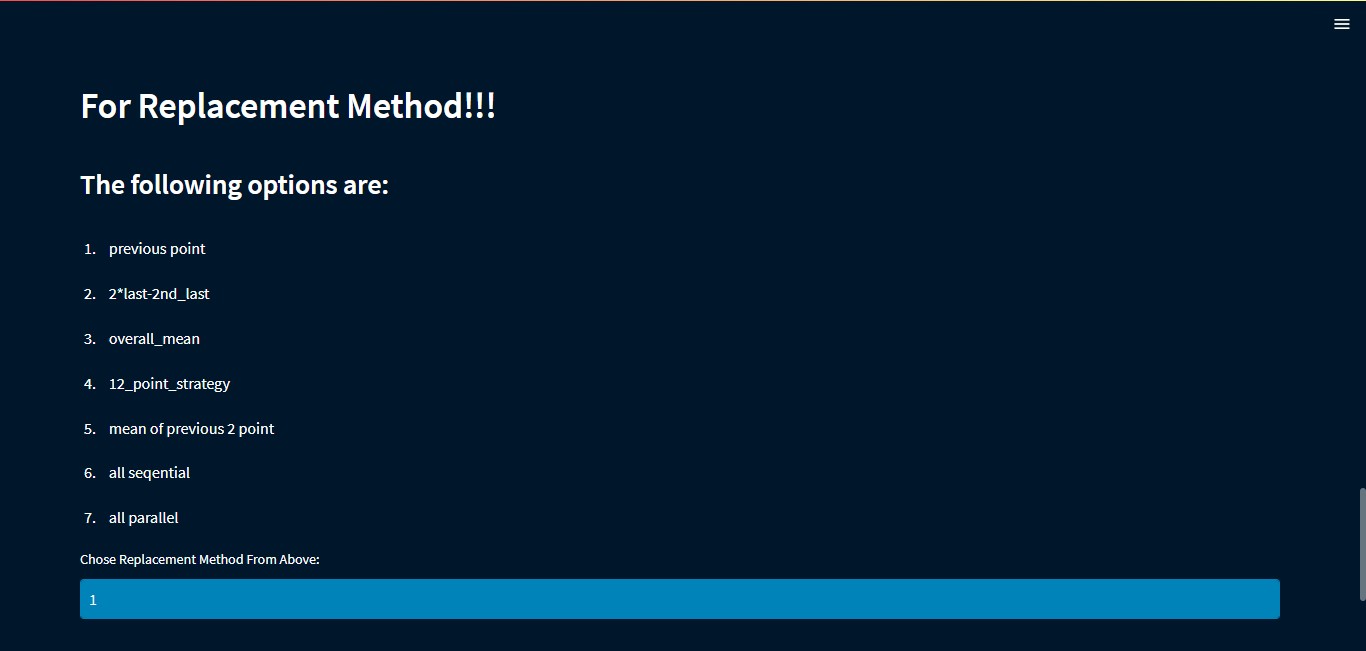 For Replacement Method!!!
The following options are:
1. previous point
2. 2*last-2nd_last
3. overall_mean
4. 12_point_strategy
5. mean of previous 2 point
6. all seqential
7. all parallel
Chose Replacement Method From Above:
1